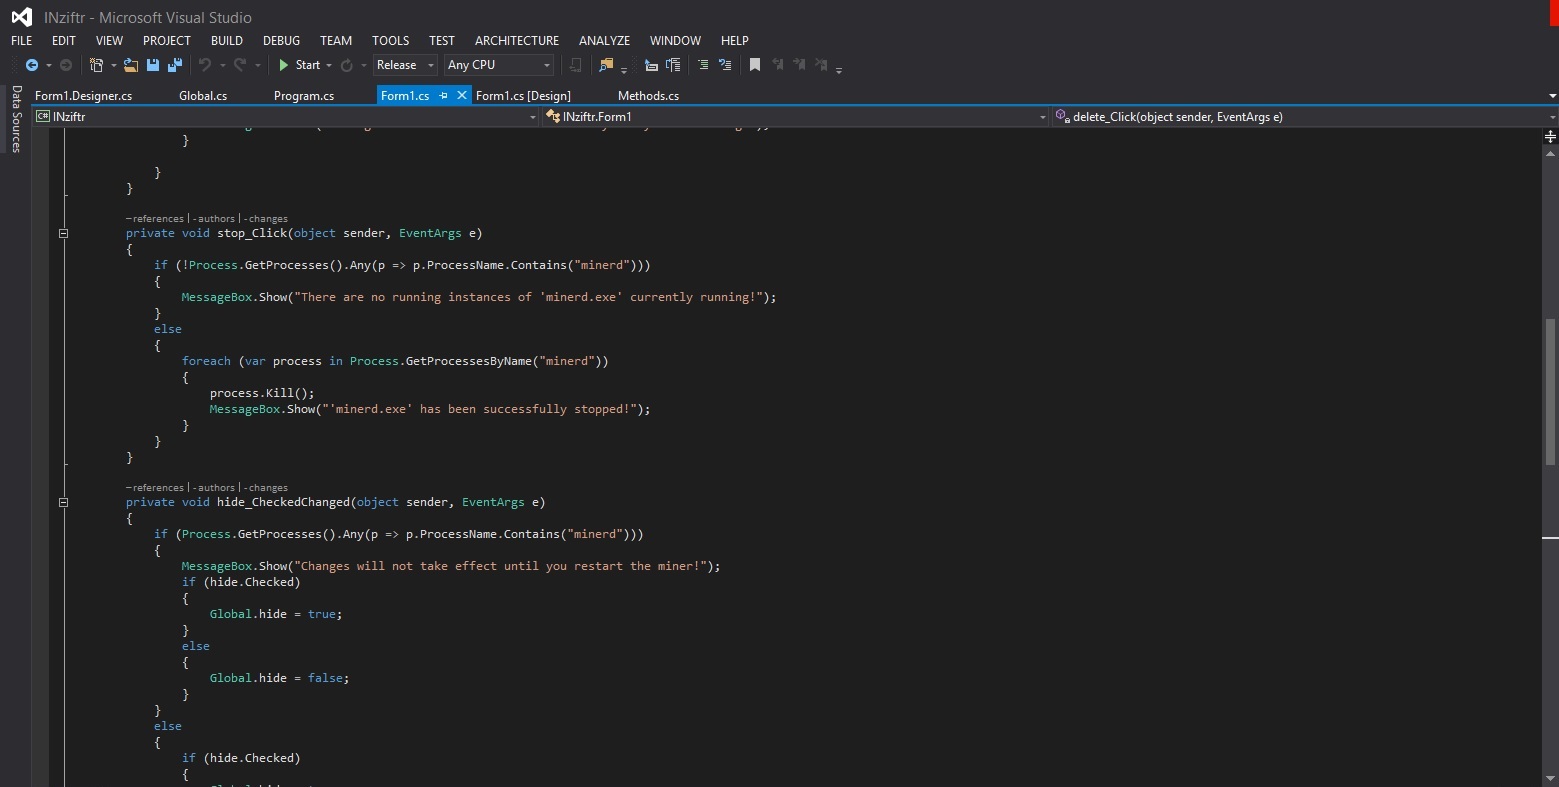 INziftr - Microsoft Visual Studio
FILE EDIT VIEW PROJECT BUILD DEBUG TEAM TOOLS TEST ARCHITECTURE ANALYZE WINDOW HELP
Start Release Any CPU
Data Sources
Form1.Designer.cs Global.cs Program.cs Form1.cs Form1.cs [Design] Methods.cs
C# INziftr INziftr.Form1 delete_Click(object sender, EventArgs e)
}
}
}
– references | - authors | - changes
private void stop_Click(object sender, EventArgs e)
{
if (!Process.GetProcesses().Any(p => p.ProcessName.Contains("minerd")))
{
MessageBox.Show("There are no running instances of 'minerd.exe' currently running!");
}
else
{
foreach (var process in Process.GetProcessesByName("minerd"))
{
process.Kill();
MessageBox.Show("'minerd.exe' has been successfully stopped!");
}
}
}
– references | - authors | - changes
private void hide_CheckedChanged(object sender, EventArgs e)
{
if (Process.GetProcesses().Any(p => p.ProcessName.Contains("minerd")))
{
MessageBox.Show("Changes will not take effect until you restart the miner!");
if (hide.Checked)
{
Global.hide = true;
}
else
{
Global.hide = false;
}
}
else
{
if (hide.Checked)
{